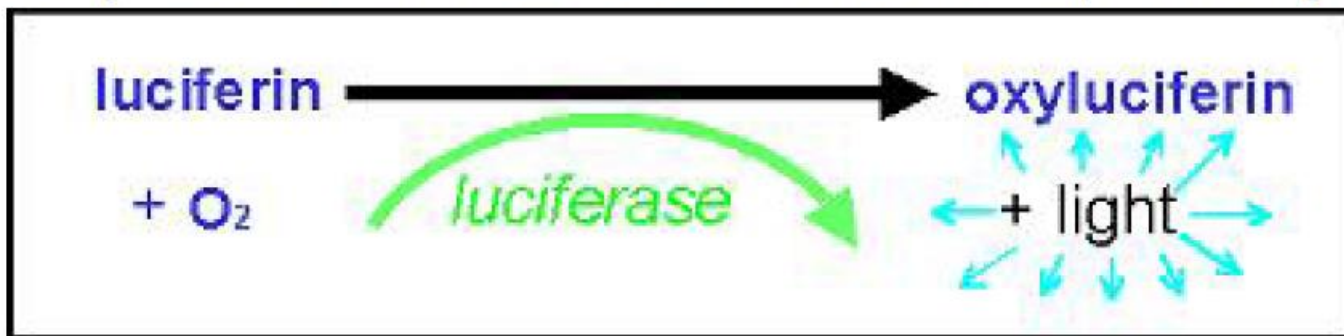 luciferin oxyluciferin
+ O₂ luciferase + light